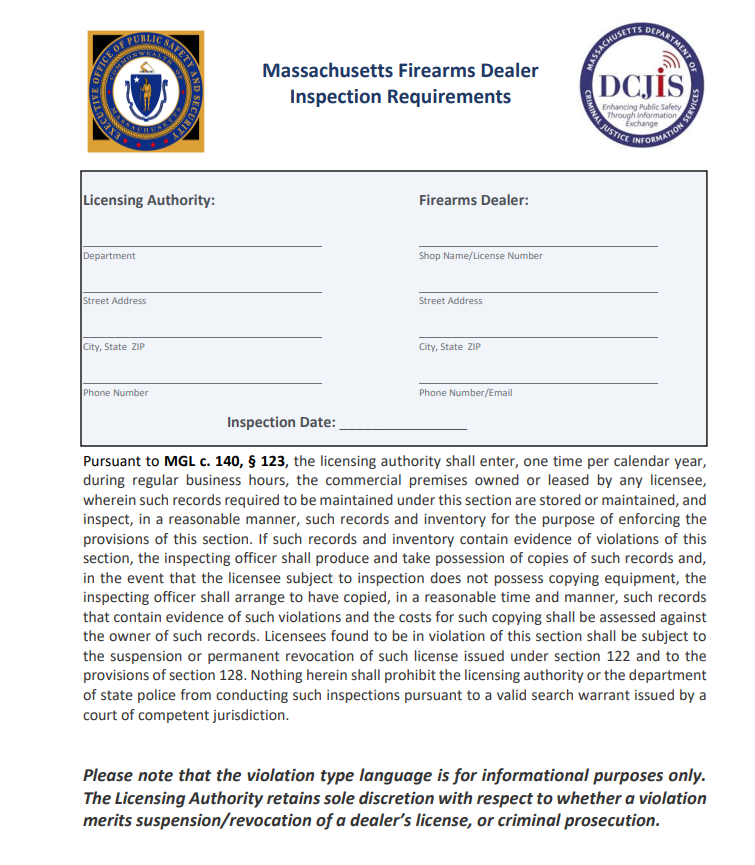 EXECUTIVE OFFICE OF PUBLIC SAFETY AND SECURITY
COMMONWEALTH OF MASSACHUSETTS
Massachusetts Firearms Dealer
Inspection Requirements
MASSACHUSETTS DEPARTMENT OF CRIMINAL JUSTICE INFORMATION SERVICES
DCJIS
Enhancing Public Safety
Through Information
Exchange
Licensing Authority:
Firearms Dealer:
Department
Shop Name/License Number
Street Address
Street Address
City, State ZIP
City, State ZIP
Phone Number
Phone Number/Email
Inspection Date: _______________
Pursuant to MGL c. 140, § 123, the licensing authority shall enter, one time per calendar year,
during regular business hours, the commercial premises owned or leased by any licensee,
wherein such records required to be maintained under this section are stored or maintained, and
inspect, in a reasonable manner, such records and inventory for the purpose of enforcing the
provisions of this section. If such records and inventory contain evidence of violations of this
section, the inspecting officer shall produce and take possession of copies of such records and,
in the event that the licensee subject to inspection does not possess copying equipment, the
inspecting officer shall arrange to have copied, in a reasonable time and manner, such records
that contain evidence of such violations and the costs for such copying shall be assessed against
the owner of such records. Licensees found to be in violation of this section shall be subject to
the suspension or permanent revocation of such license issued under section 122 and to the
provisions of section 128. Nothing herein shall prohibit the licensing authority or the department
of state police from conducting such inspections pursuant to a valid search warrant issued by a
court of competent jurisdiction.
Please note that the violation type language is for informational purposes only.
The Licensing Authority retains sole discretion with respect to whether a violation
merits suspension/revocation of a dealer's license, or criminal prosecution.